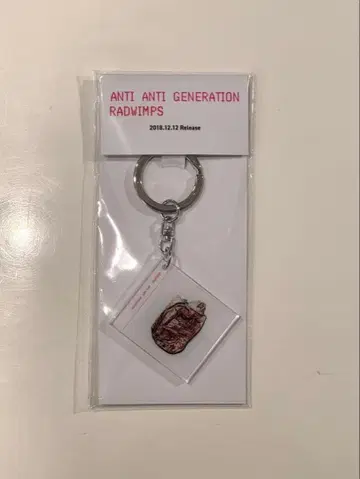 ANTI ANTI GENERATION
RADWIMPS
2018.12.12 Release